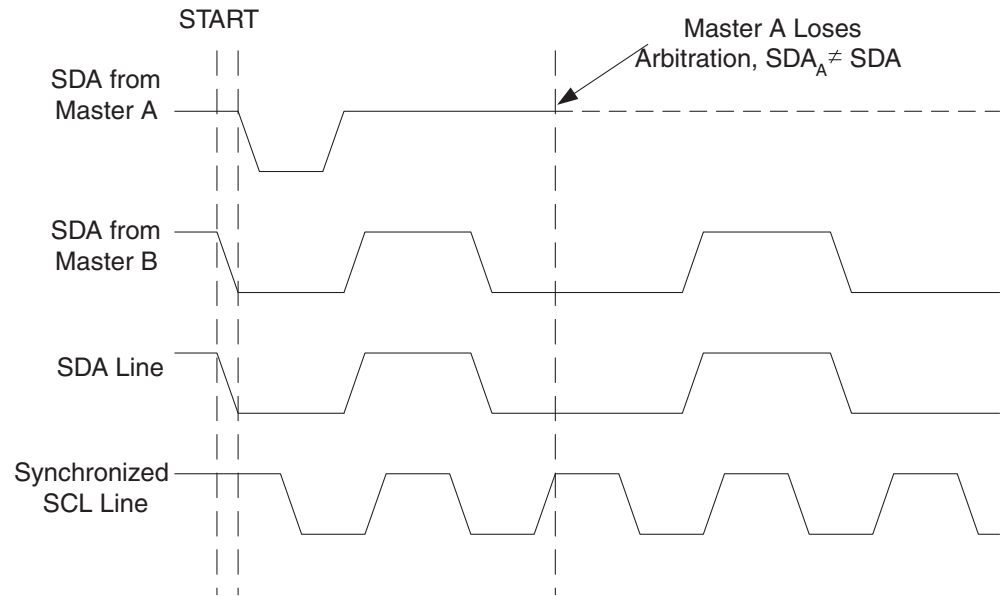 START
Master A Loses
Arbitration, SDA_A ≠ SDA
SDA from
Master A
SDA from
Master B
SDA Line
Synchronized
SCL Line